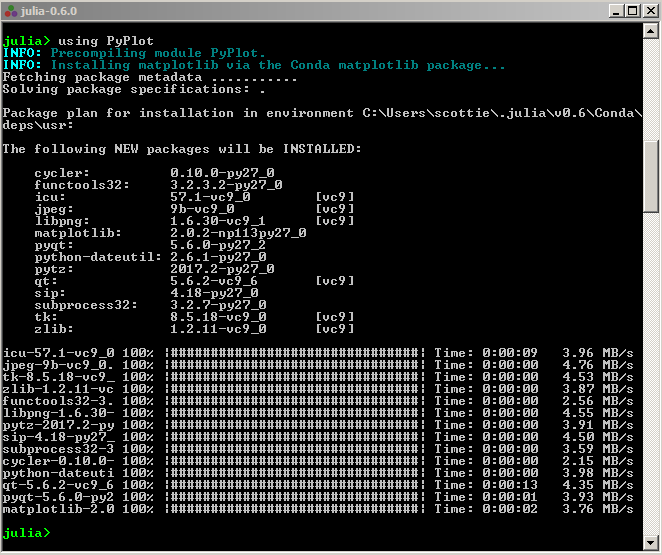 julia-0.6.0
julia> using PyPlot
INFO: Precompiling module PyPlot.
INFO: Installing matplotlib via the Conda matplotlib package...
Fetching package metadata ...........
Solving package specifications: .
Package plan for installation in environment C:\Users\scottie\.julia\v0.6\Conda\
deps\usr:
The following NEW packages will be INSTALLED:
cycler: 0.10.0-py27_0
functools32: 3.2.3.2-py27_0
icu: 57.1-vc9_0 [vc9]
jpeg: 9b-vc9_0 [vc9]
libpng: 1.6.30-vc9_1 [vc9]
matplotlib: 2.0.2-np113py27_0
pyqt: 5.6.0-py27_2
python-dateutil: 2.6.1-py27_0
pytz: 2017.2-py27_0
qt: 5.6.2-vc9_6 [vc9]
sip: 4.18-py27_0
subprocess32: 3.2.7-py27_0
tk: 8.5.18-vc9_0 [vc9]
zlib: 1.2.11-vc9_0 [vc9]
icu-57.1-vc9_0 100% |###############################| Time: 0:00:09 3.96 MB/s
jpeg-9b-vc9_0. 100% |###############################| Time: 0:00:00 4.76 MB/s
tk-8.5.18-vc9_ 100% |###############################| Time: 0:00:00 4.53 MB/s
zlib-1.2.11-vc 100% |###############################| Time: 0:00:00 3.87 MB/s
functools32-3. 100% |###############################| Time: 0:00:00 2.56 MB/s
libpng-1.6.30- 100% |###############################| Time: 0:00:00 4.55 MB/s
pytz-2017.2-py 100% |###############################| Time: 0:00:00 3.91 MB/s
sip-4.18-py27_ 100% |###############################| Time: 0:00:00 4.50 MB/s
subprocess32-3 100% |###############################| Time: 0:00:00 3.59 MB/s
cycler-0.10.0- 100% |###############################| Time: 0:00:00 2.15 MB/s
python-dateuti 100% |###############################| Time: 0:00:00 3.98 MB/s
qt-5.6.2-vc9_6 100% |###############################| Time: 0:00:13 4.35 MB/s
pyqt-5.6.0-py2 100% |###############################| Time: 0:00:01 3.93 MB/s
matplotlib-2.0 100% |###############################| Time: 0:00:02 3.76 MB/s
julia>